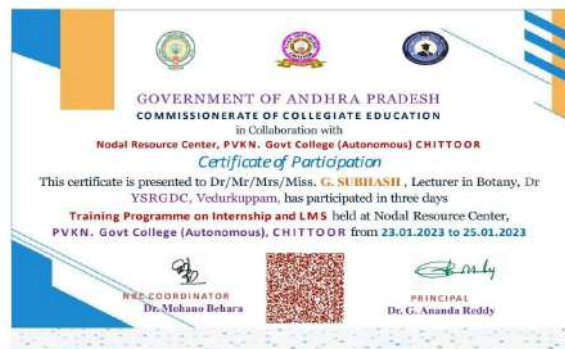 GOVERNMENT OF ANDHRA PRADESH
COMMISSIONERATE OF COLLEGIATE EDUCATION
in Collaboration with
Nodal Resource Center, PVKN. Govt College (Autonomous) CHITTOOR
Certificate of Participation
This certificate is presented to Dr/Mr/Mrs/Miss. G. SUBHASH , Lecturer in Botany, Dr
YSRGDC, Vedurkuppam, has participated in three days
Training Programme on Internship and LMS held at Nodal Resource Center,
PVKN. Govt College (Autonomous), CHITTOOR from 23.01.2023 to 25.01.2023
NRC COORDINATOR
Dr. Mohano Behara
PRINCIPAL
Dr. G. Ananda Reddy